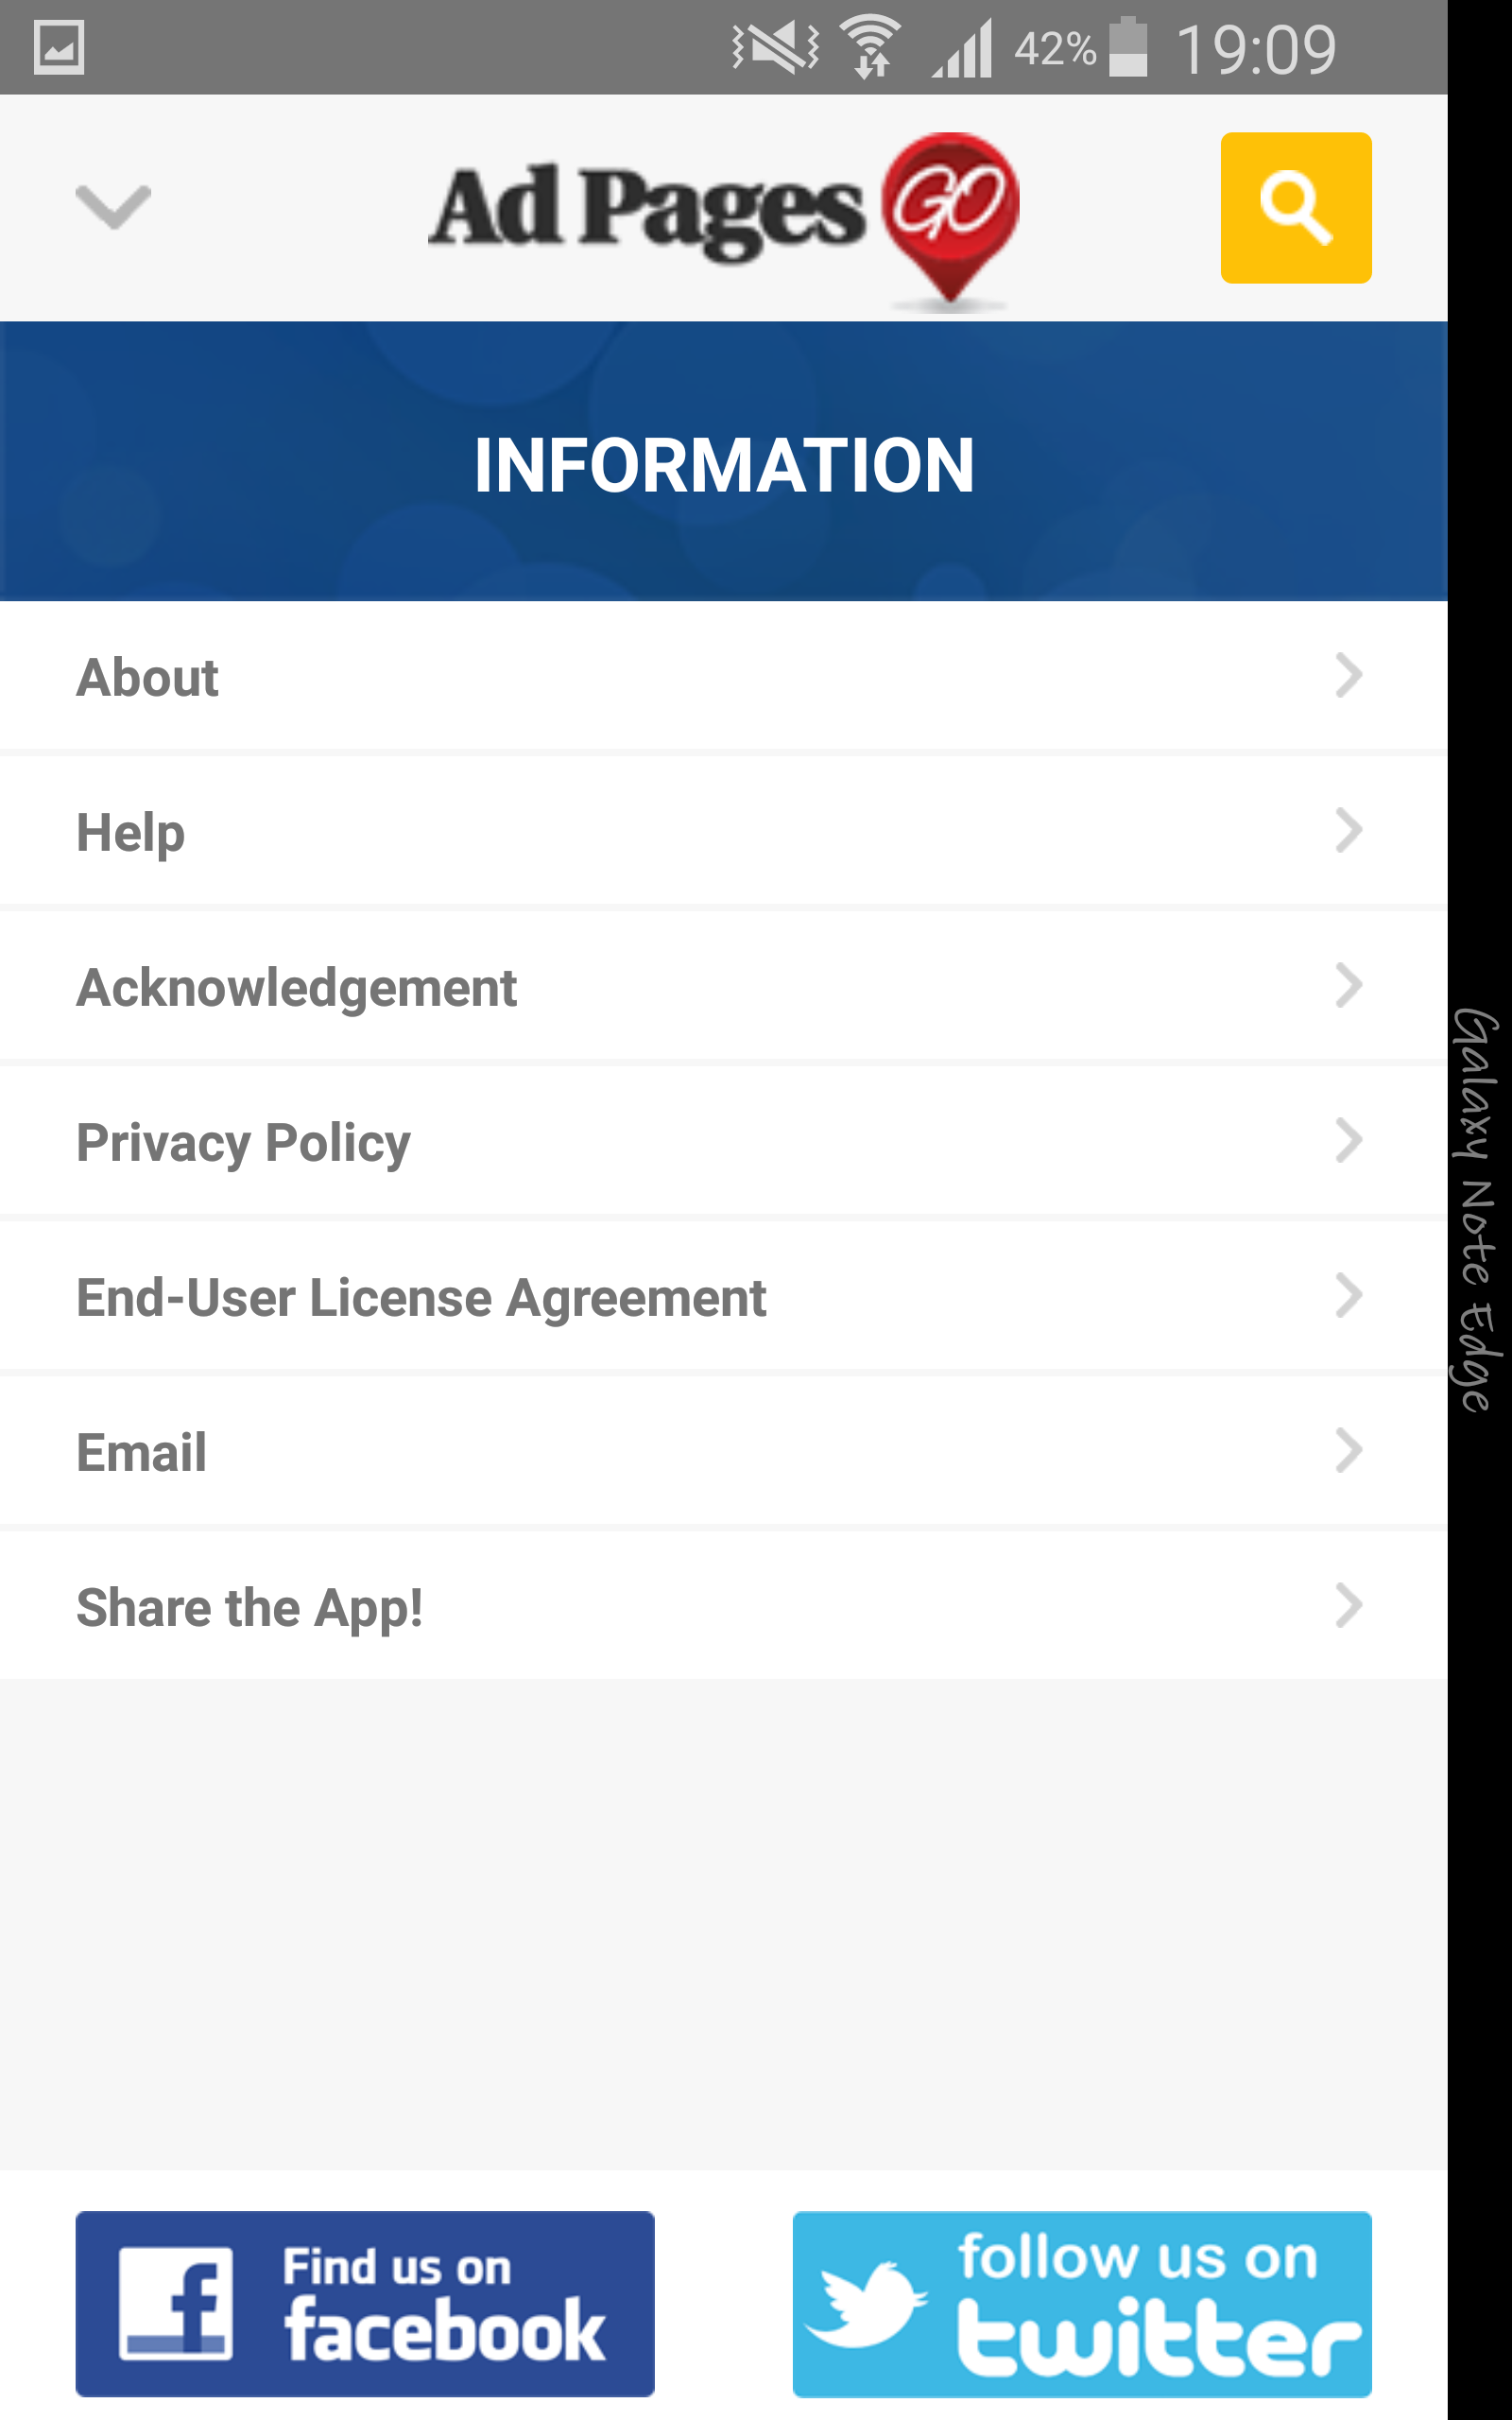 42% 19:09
Ad Pages GO
INFORMATION
About
Help
Acknowledgement
Privacy Policy
End-User License Agreement
Email
Share the App!
Galaxy Note Edge
Find us on
facebook
follow us on
twitter